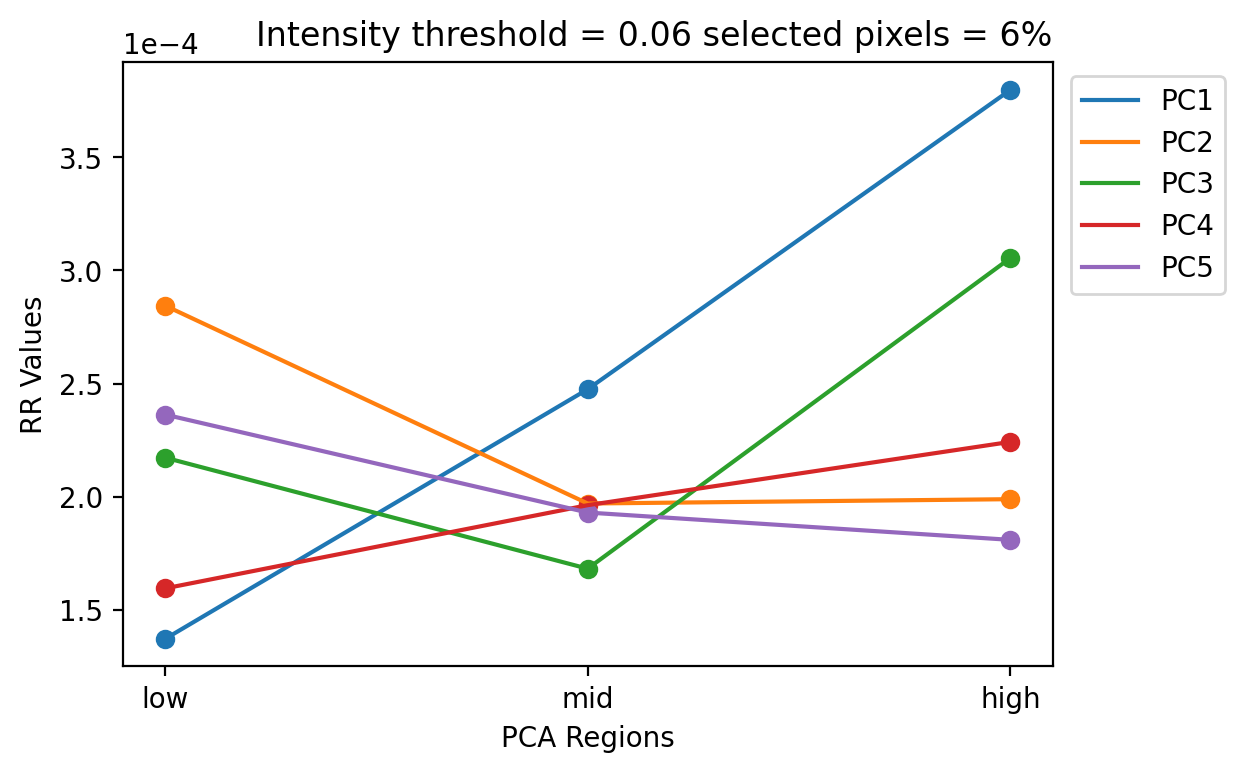 Intensity threshold = 0.06 selected pixels = 6%
1e−4
3.5
3.0
2.5
2.0
1.5
RR Values
low
mid
high
PCA Regions
PC1
PC2
PC3
PC4
PC5